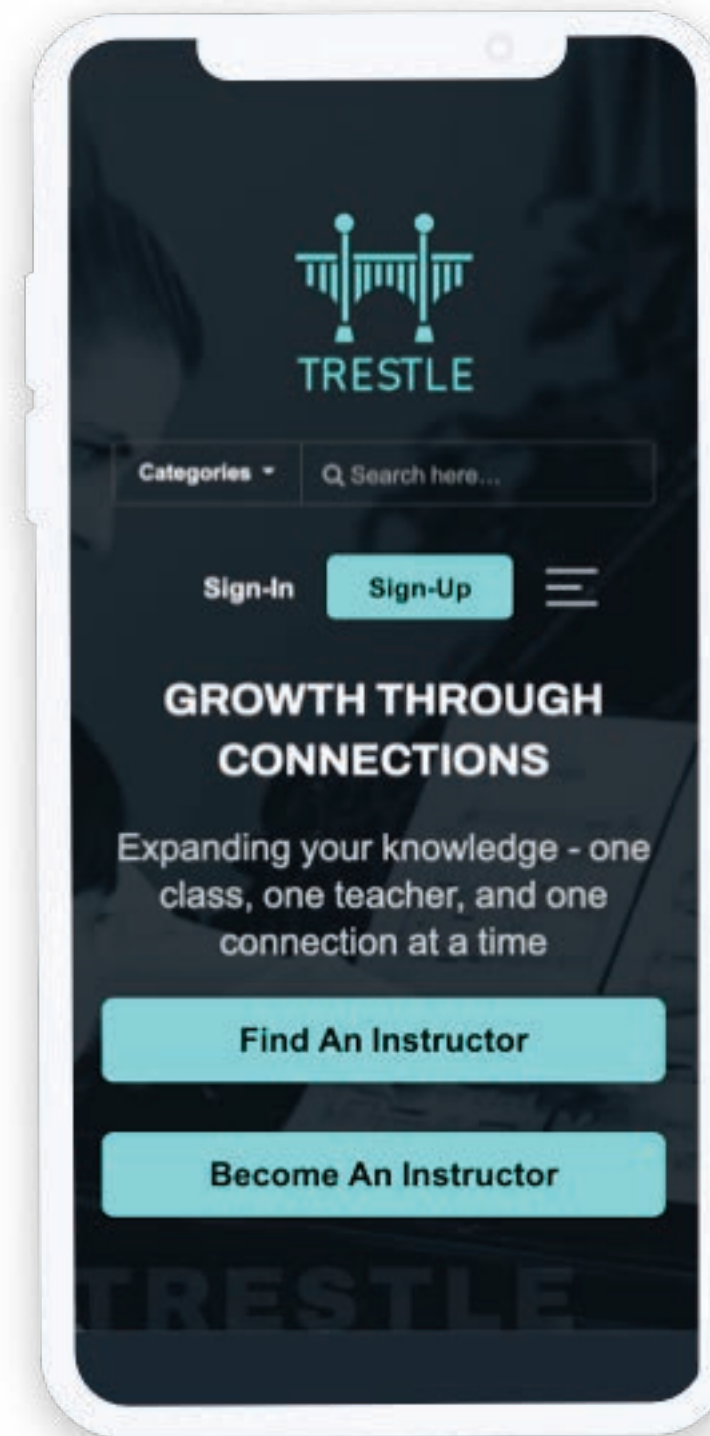 TRESTLE
Categories Search here...
Sign-In Sign-Up
GROWTH THROUGH
CONNECTIONS
Expanding your knowledge - one
class, one teacher, and one
connection at a time
Find An Instructor
Become An Instructor
TRESTLE